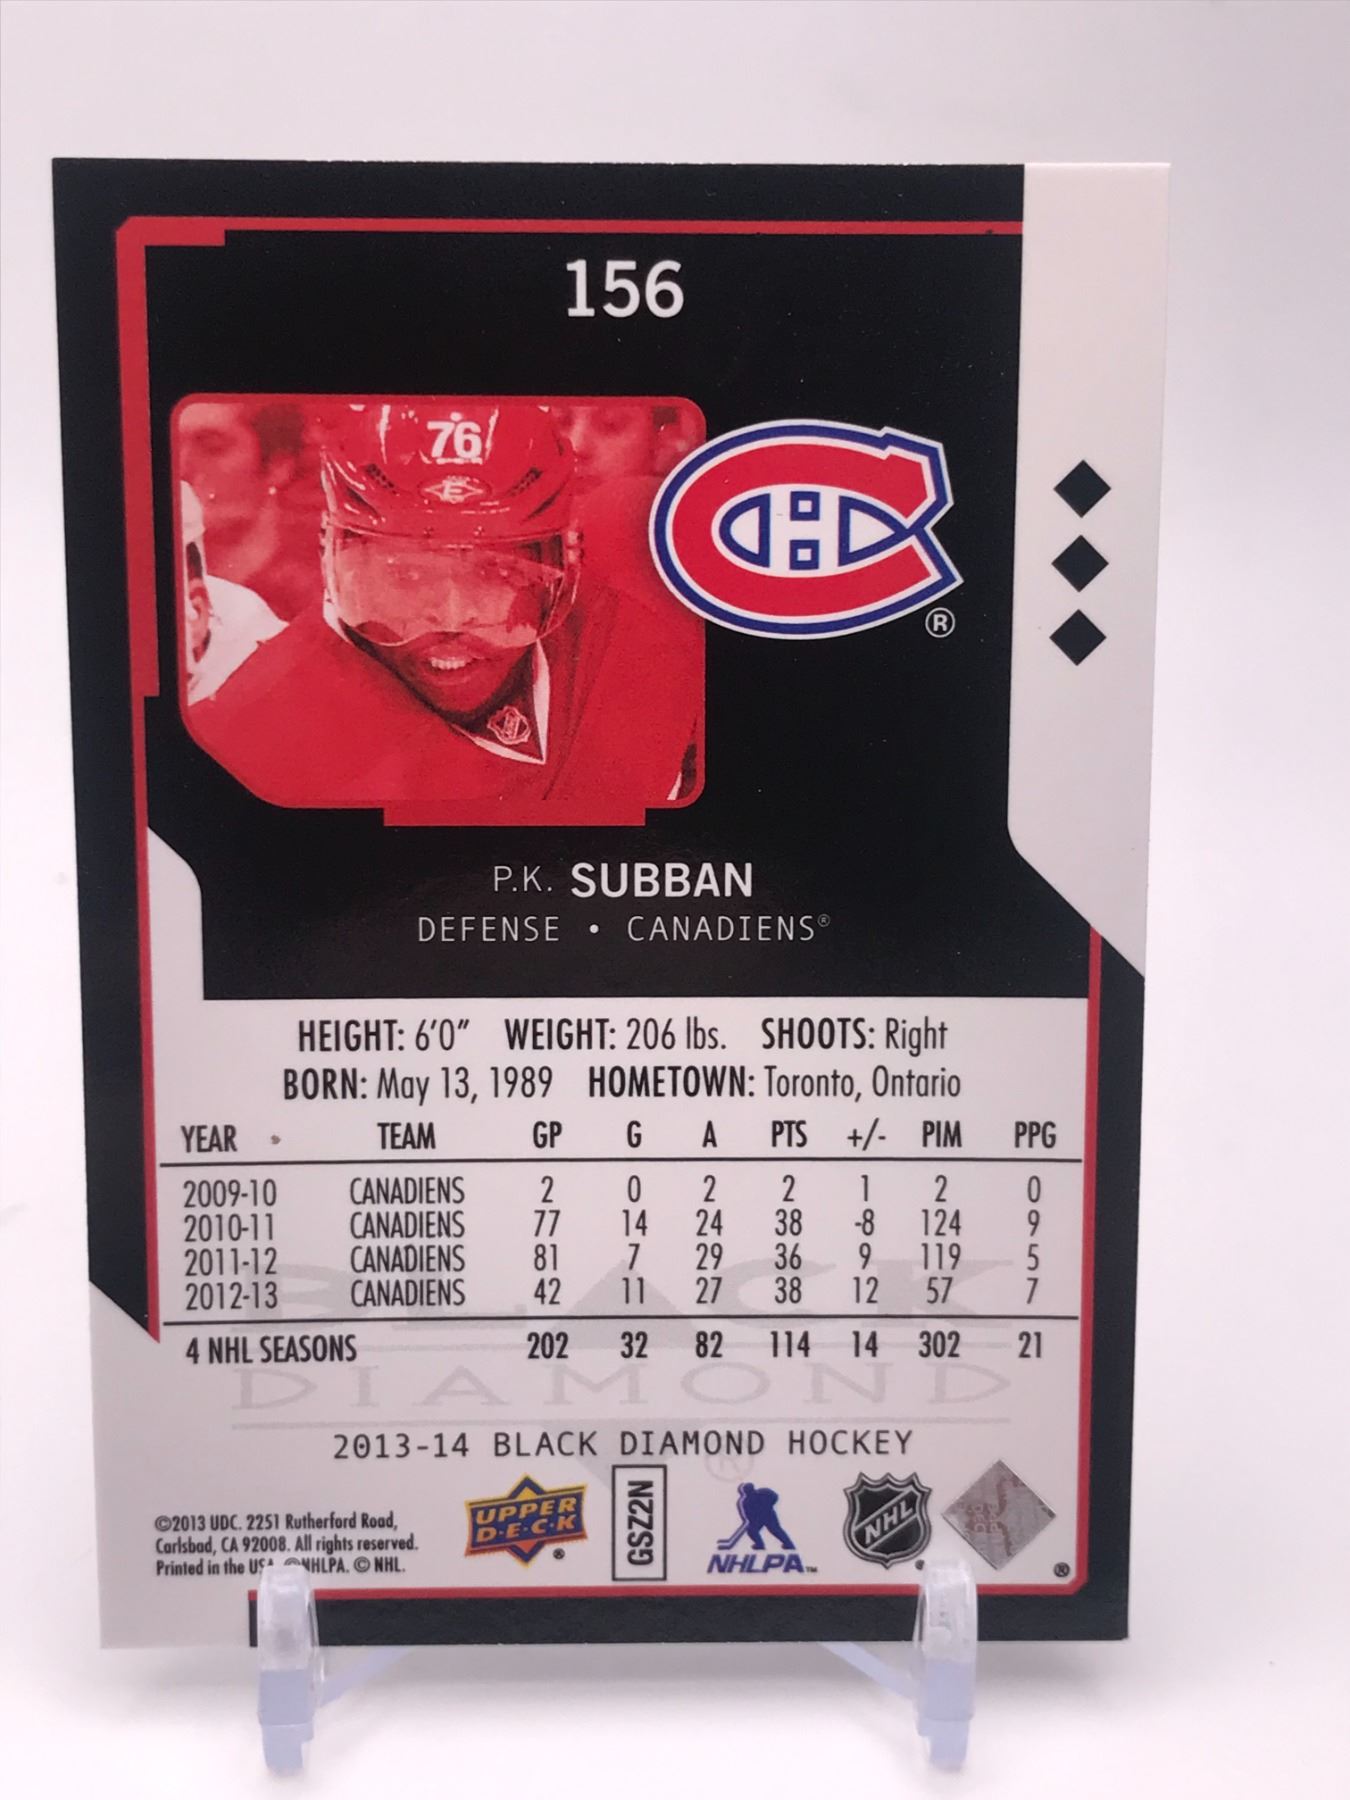 156
76
E
®
P.K. SUBBAN
DEFENSE • CANADIENS®
HEIGHT: 6'0" WEIGHT: 206 lbs. SHOOTS: Right
BORN: May 13, 1989 HOMETOWN: Toronto, Ontario
YEAR TEAM GP G A PTS +/- PIM PPG
2009-10 CANADIENS 2 0 2 2 1 2 0
2010-11 CANADIENS 77 14 24 38 -8 124 9
2011-12 CANADIENS 81 7 29 36 9 119 5
2012-13 CANADIENS 42 11 27 38 12 57 7
4 NHL SEASONS 202 32 82 114 14 302 21
BLACK
DIAMOND
®
2013-14 BLACK DIAMOND HOCKEY
©2013 UDC. 2251 Rutherford Road,
Carlsbad, CA 92008. All rights reserved.
Printed in the USA ©NHLPA. © NHL.
UPPER
D·E·C·K
®
GSZ2N
NHLPA™
NHL
®
®